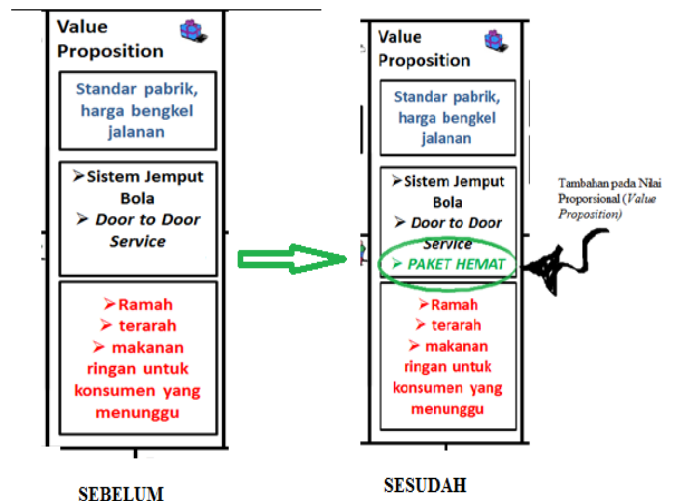 Value
Proposition
Standar pabrik,
harga bengkel
jalanan
➢Sistem Jemput
Bola
➢ Door to Door
Service
➢Ramah
➢ terarah
➢ makanan
ringan untuk
konsumen yang
menunggu
SEBELUM
Value
Proposition
Standar pabrik,
harga bengkel
jalanan
➢Sistem Jemput
Bola
➢ Door to Door
Service
➢ PAKET HEMAT
➢Ramah
➢ terarah
➢ makanan
ringan untuk
konsumen yang
menunggu
SESUDAH
Tambahan pada Nilai
Proporsional (Value
Proposition)